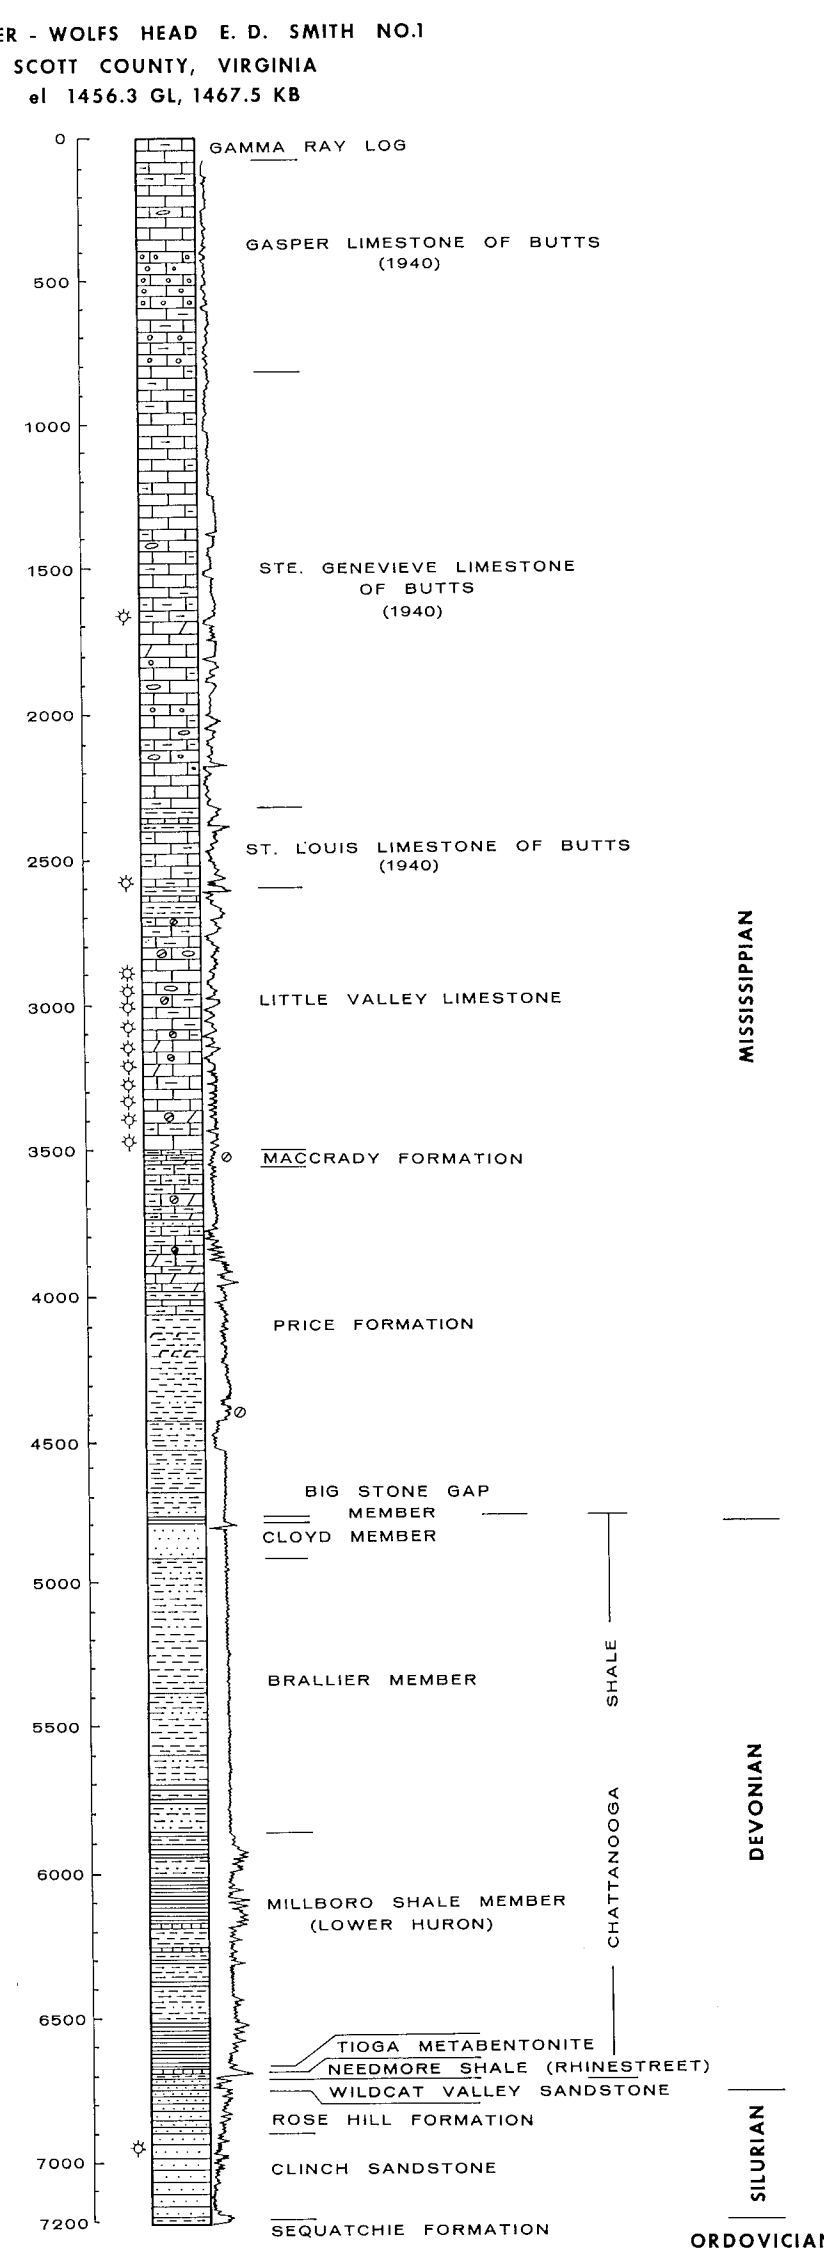 ER - WOLFS HEAD E. D. SMITH NO.1
SCOTT COUNTY, VIRGINIA
el 1456.3 GL, 1467.5 KB
0
GAMMA RAY LOG
GASPER LIMESTONE OF BUTTS
(1940)
500
1000
1500
STE. GENEVIEVE LIMESTONE
OF BUTTS
(1940)
2000
ST. LOUIS LIMESTONE OF BUTTS
(1940)
2500
MISSISSIPPIAN
3000
LITTLE VALLEY LIMESTONE
3500
MACCRADY FORMATION
4000
PRICE FORMATION
4500
BIG STONE GAP
MEMBER
CLOYD MEMBER
5000
BRALLIER MEMBER
SHALE
5500
DEVONIAN
CHATTANOOGA
6000
MILLBORO SHALE MEMBER
(LOWER HURON)
6500
TIOGA METABENTONITE
NEEDMORE SHALE (RHINESTREET)
WILDCAT VALLEY SANDSTONE
ROSE HILL FORMATION
SILURIAN
7000
CLINCH SANDSTONE
7200
SEQUATCHIE FORMATION
ORDOVICIAN